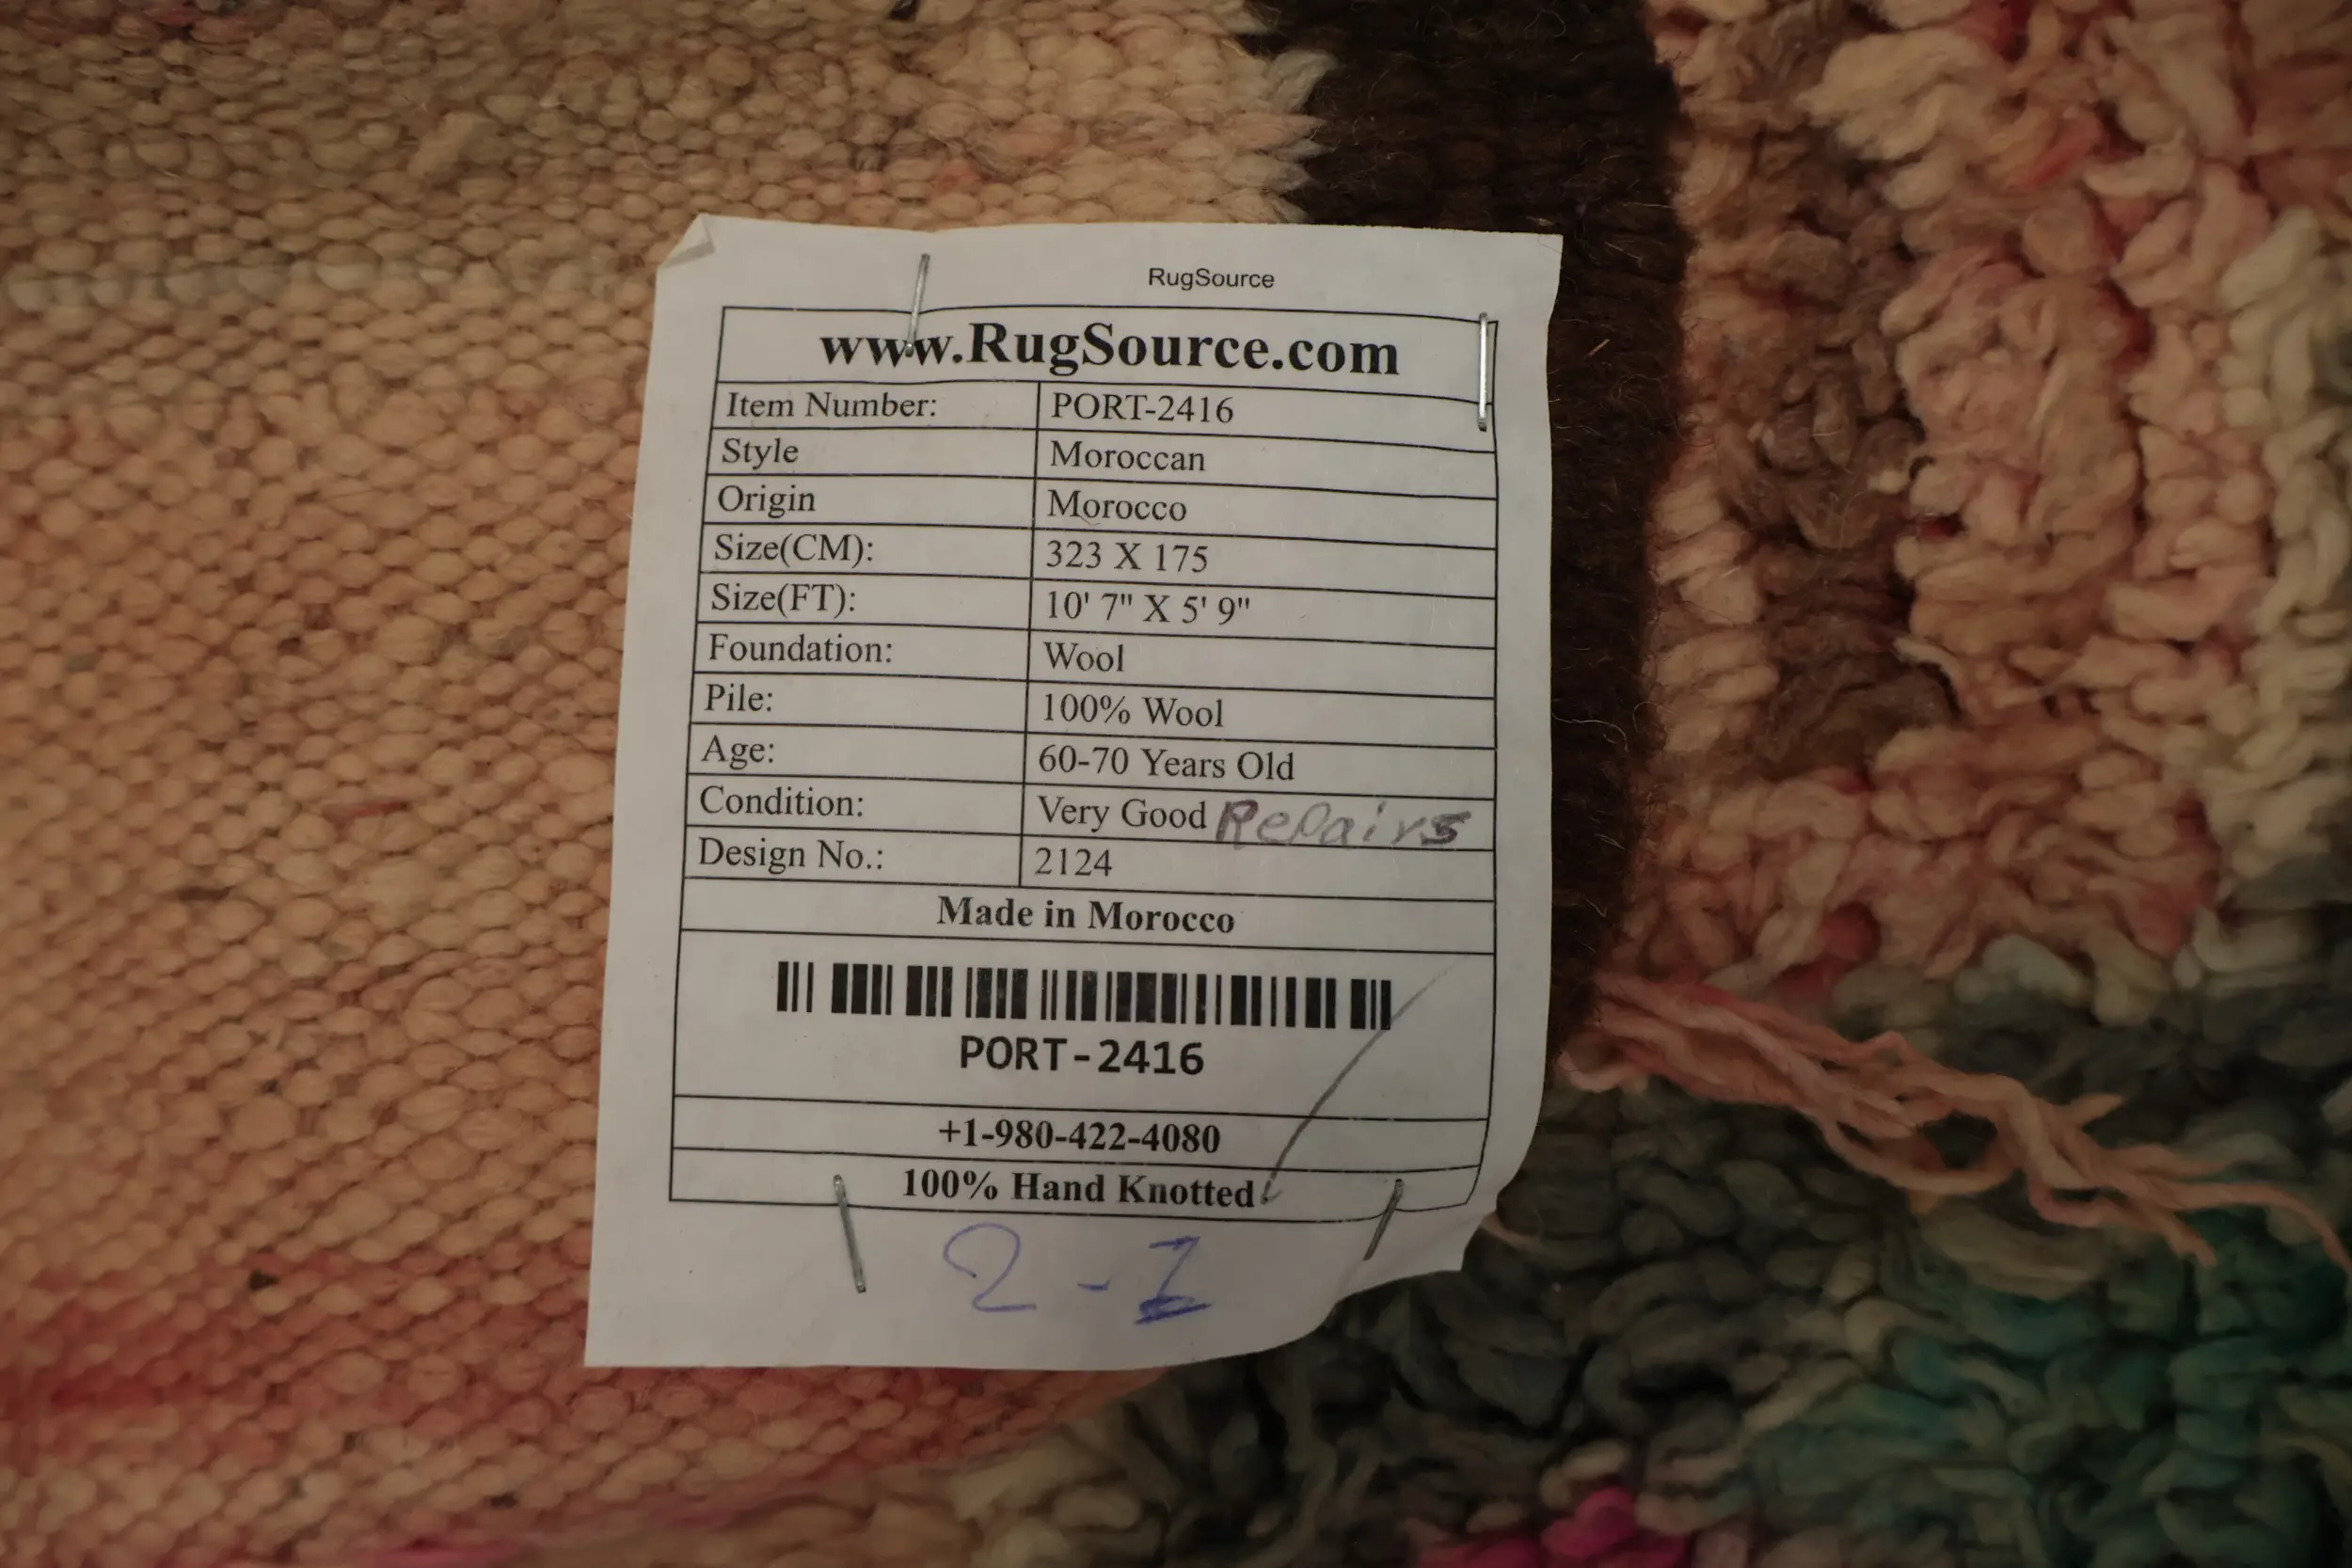 RugSource
www.RugSource.com
Item Number: PORT-2416
Style Moroccan
Origin Morocco
Size(CM): 323 X 175
Size(FT): 10' 7" X 5' 9"
Foundation: Wool
Pile: 100% Wool
Age: 60-70 Years Old
Condition: Very Good Repairs
Design No.: 2124
Made in Morocco
PORT-2416
+1-980-422-4080
100% Hand Knotted
2-1